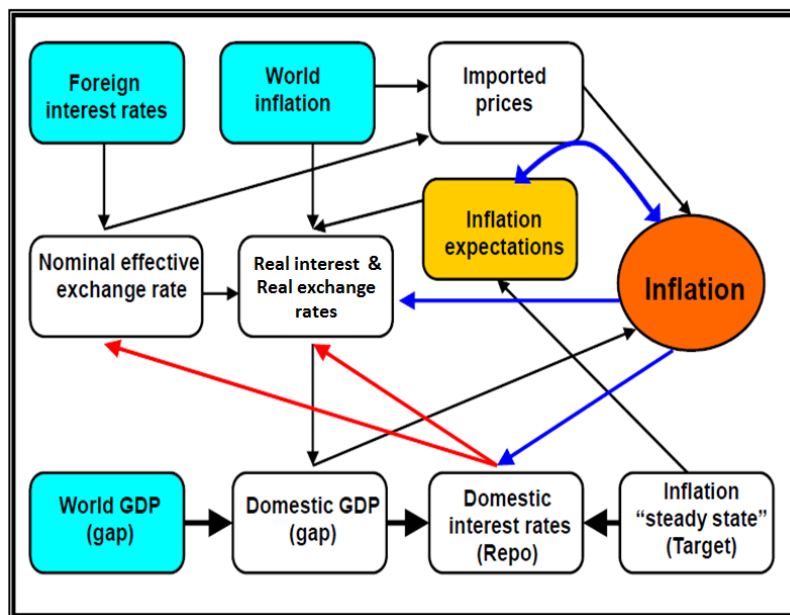 Foreign
interest rates
World
inflation
Imported
prices
Inflation
expectations
Nominal effective
exchange rate
Real interest &
Real exchange
rates
Inflation
World GDP
(gap)
Domestic GDP
(gap)
Domestic
interest rates
(Repo)
Inflation
“steady state”
(Target)